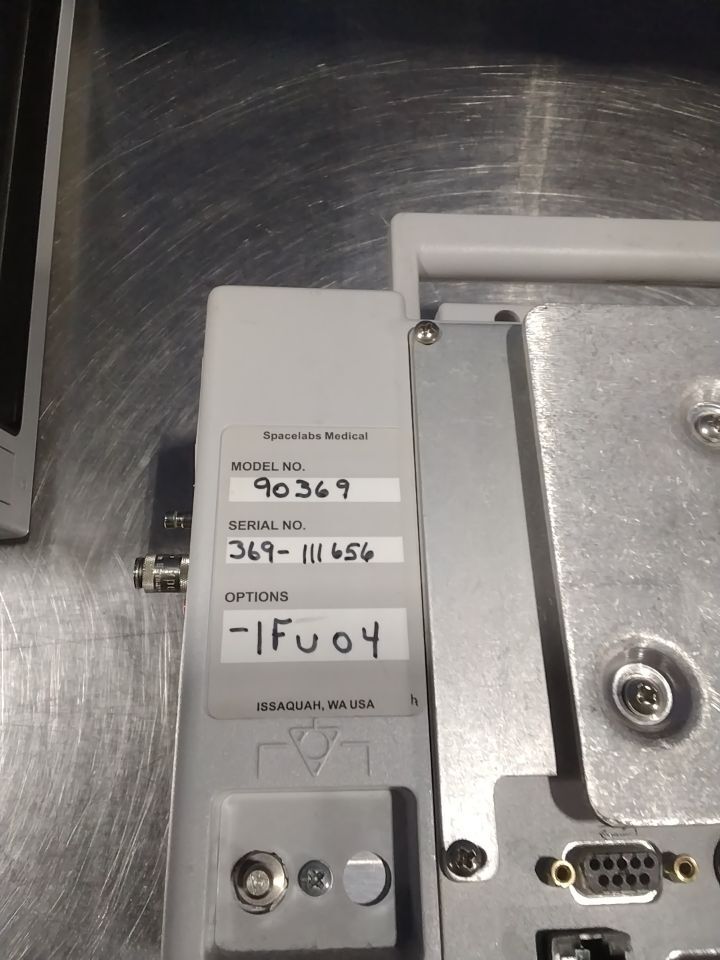 Spacelabs Medical
MODEL NO.
90369
SERIAL NO.
369-111656
OPTIONS
-1Fu04
ISSAQUAH, WA USA
h